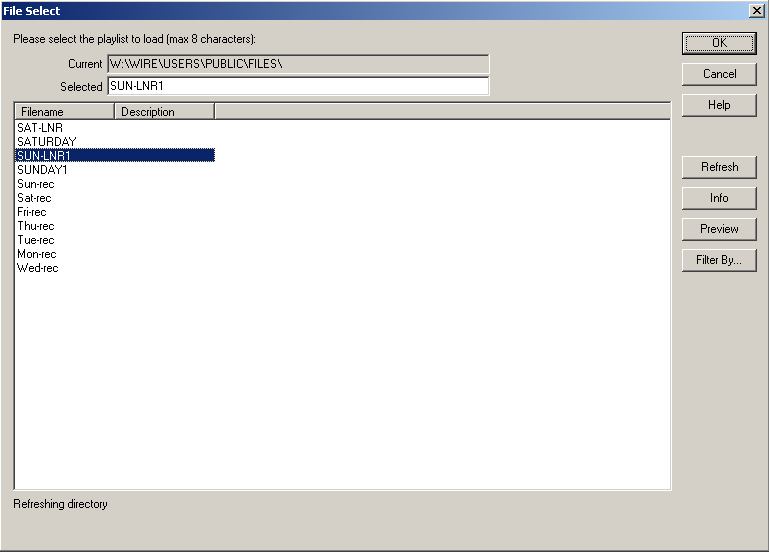 File Select
Please select the playlist to load (max 8 characters):
Current W:\WIRE\USERS\PUBLIC\FILES\
Selected SUN-LNR1
Filename Description
SAT-LNR
SATURDAY
SUN-LNR1
SUNDAY1
Sun-rec
Sat-rec
Fri-rec
Thu-rec
Tue-rec
Mon-rec
Wed-rec
OK
Cancel
Help
Refresh
Info
Preview
Filter By...
Refreshing directory